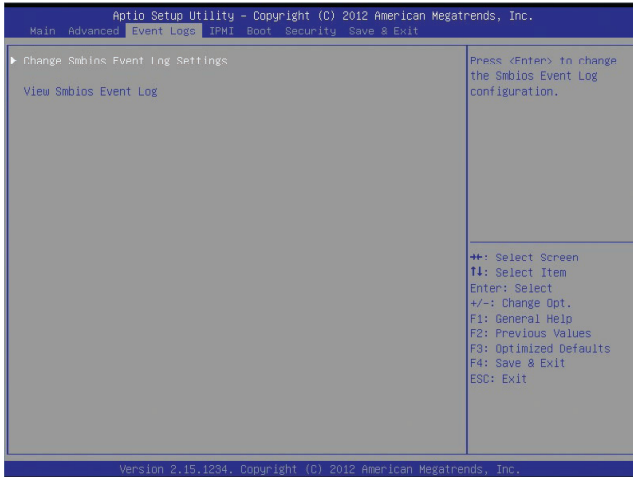 Aptio Setup Utility – Copyright (C) 2012 American Megatrends, Inc.
Main Advanced Event Logs IPMI Boot Security Save & Exit
▶ Change Smbios Event Log Settings
View Smbios Event Log
Press <Enter> to change
the Smbios Event Log
configuration.
→←: Select Screen
↑↓: Select Item
Enter: Select
+/-: Change Opt.
F1: General Help
F2: Previous Values
F3: Optimized Defaults
F4: Save & Exit
ESC: Exit
Version 2.15.1234. Copyright (C) 2012 American Megatrends, Inc.